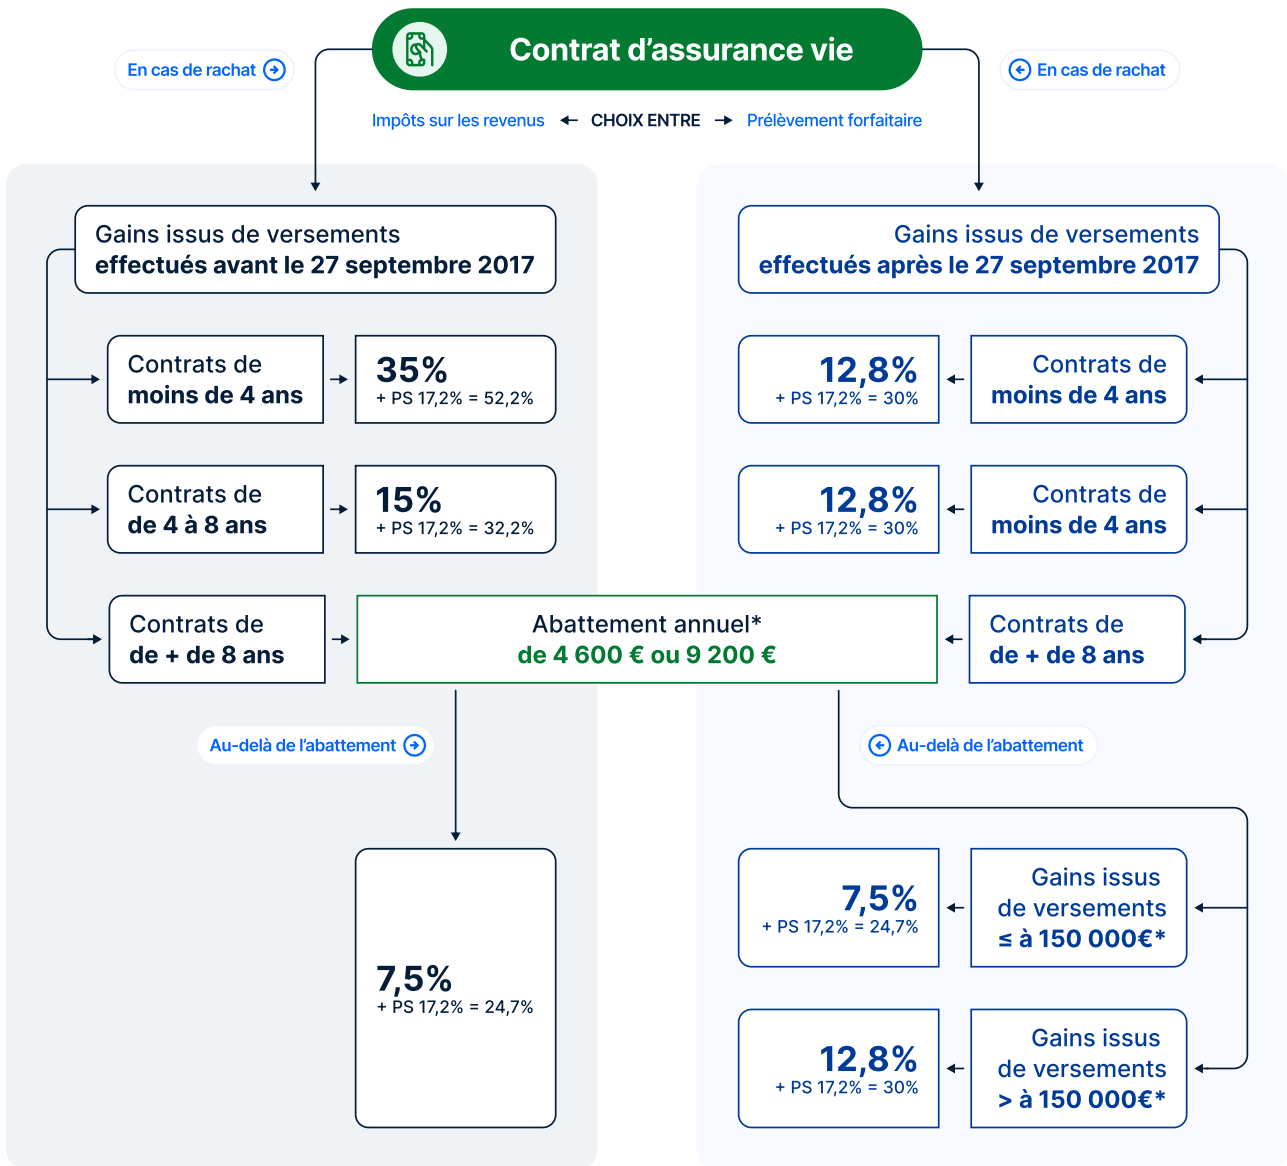 Contrat d’assurance vie
En cas de rachat
En cas de rachat
Impôts sur les revenus
CHOIX ENTRE
Prélèvement forfaitaire
Gains issus de versements
effectués avant le 27 septembre 2017
Contrats de
moins de 4 ans
35%
+ PS 17,2% = 52,2%
Contrats de
de 4 à 8 ans
15%
+ PS 17,2% = 32,2%
Contrats de
de + de 8 ans
Abattement annuel*
de 4 600 € ou 9 200 €
Au-delà de l’abattement
7,5%
+ PS 17,2% = 24,7%
Gains issus de versements
effectués après le 27 septembre 2017
12,8%
+ PS 17,2% = 30%
Contrats de
moins de 4 ans
12,8%
+ PS 17,2% = 30%
Contrats de
moins de 4 ans
Contrats de
de + de 8 ans
Au-delà de l’abattement
7,5%
+ PS 17,2% = 24,7%
Gains issus
de versements
≤ à 150 000€*
12,8%
+ PS 17,2% = 30%
Gains issus
de versements
> à 150 000€*